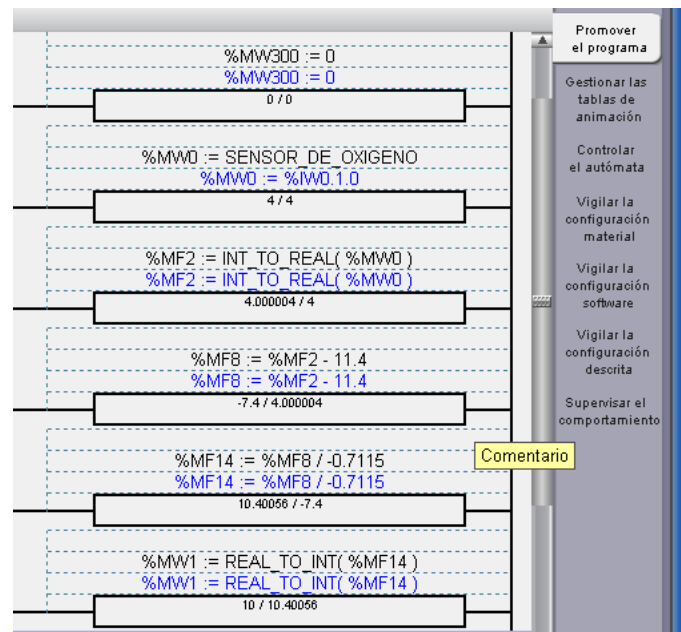 %MW300 := 0
%MW300 := 0
0 / 0
%MW0 := SENSOR_DE_OXIGENO
%MW0 := %IW0.1.0
4 / 4
%MF2 := INT_TO_REAL( %MW0 )
%MF2 := INT_TO_REAL( %MW0 )
4.000004 / 4
%MF8 := %MF2 - 11.4
%MF8 := %MF2 - 11.4
-7.4 / 4.000004
%MF14 := %MF8 / -0.7115
%MF14 := %MF8 / -0.7115
10.40056 / -7.4
%MW1 := REAL_TO_INT( %MF14 )
%MW1 := REAL_TO_INT( %MF14 )
10 / 10.40056
Comentario
Promover
el programa
Gestionar las
tablas de
animación
Controlar
el autómata
Vigilar la
configuración
material
Vigilar la
configuración
software
Vigilar la
configuración
descrita
Supervisar el
comportamiento